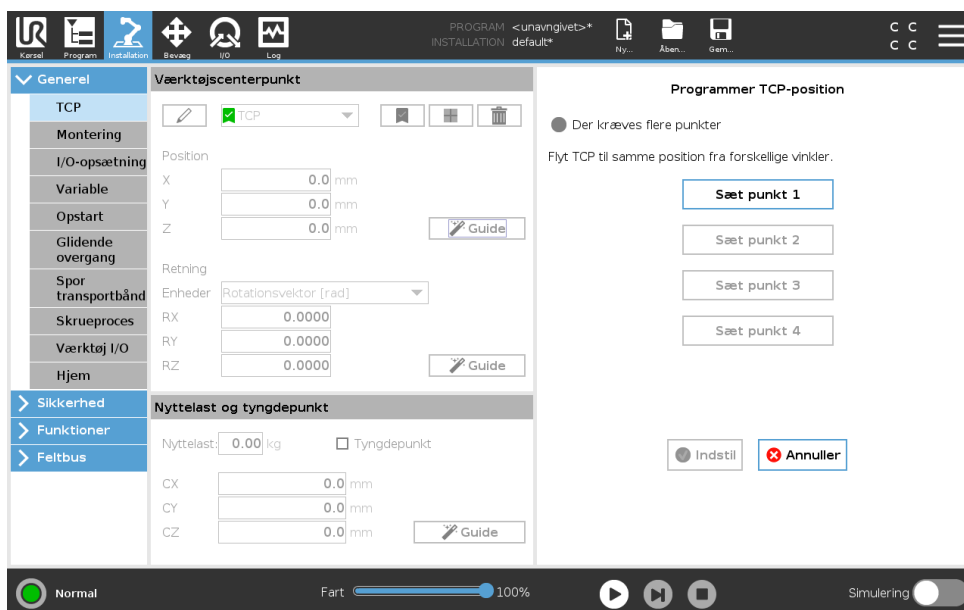 UR
PROGRAM <unavngivet>*
INSTALLATION default*
Kørsel Program Installation Bevæg I/O Log Ny... Åben... Gem...
C C
C C
Generel
TCP
Montering
I/O-opsætning
Variable
Opstart
Glidende
overgang
Spor
transportbånd
Skrueproces
Værktøj I/O
Hjem
Sikkerhed
Funktioner
Feltbus
Værktøjscenterpunkt
TCP
Position
X 0.0 mm
Y 0.0 mm
Z 0.0 mm Guide
Retning
Enheder Rotationsvektor [rad]
RX 0.0000
RY 0.0000
RZ 0.0000 Guide
Nyttelast og tyngdepunkt
Nyttelast: 0.00 kg Tyngdepunkt
CX 0.0 mm
CY 0.0 mm
CZ 0.0 mm Guide
Programmer TCP-position
Der kræves flere punkter
Flyt TCP til samme position fra forskellige vinkler.
Sæt punkt 1
Sæt punkt 2
Sæt punkt 3
Sæt punkt 4
Indstil Annuller
Normal Fart 100% Simulering